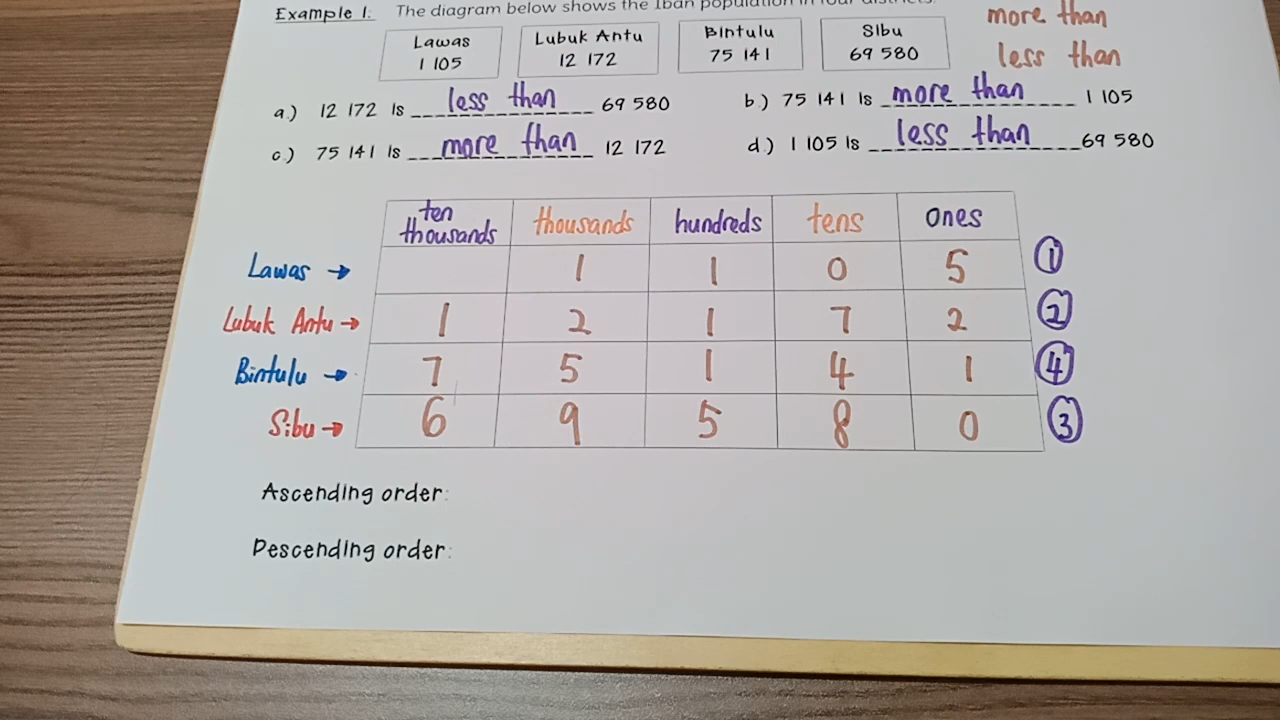 Example 1: The diagram below shows the Iban population in four districts.
more than
less than
Lawas
1 105
Lubuk Antu
12 172
Bintulu
75 141
Sibu
69 580
a.) 12 172 is less than 69 580
b.) 75 141 is more than 1 105
c.) 75 141 is more than 12 172
d.) 1 105 is less than 69 580
ten thousands thousands hundreds tens ones
Lawas → 1 1 0 5 ①
Lubuk Antu → 1 2 1 7 2 ②
Bintulu → 7 5 1 4 1 ④
Sibu → 6 9 5 8 0 ③
Ascending order:
Descending order: